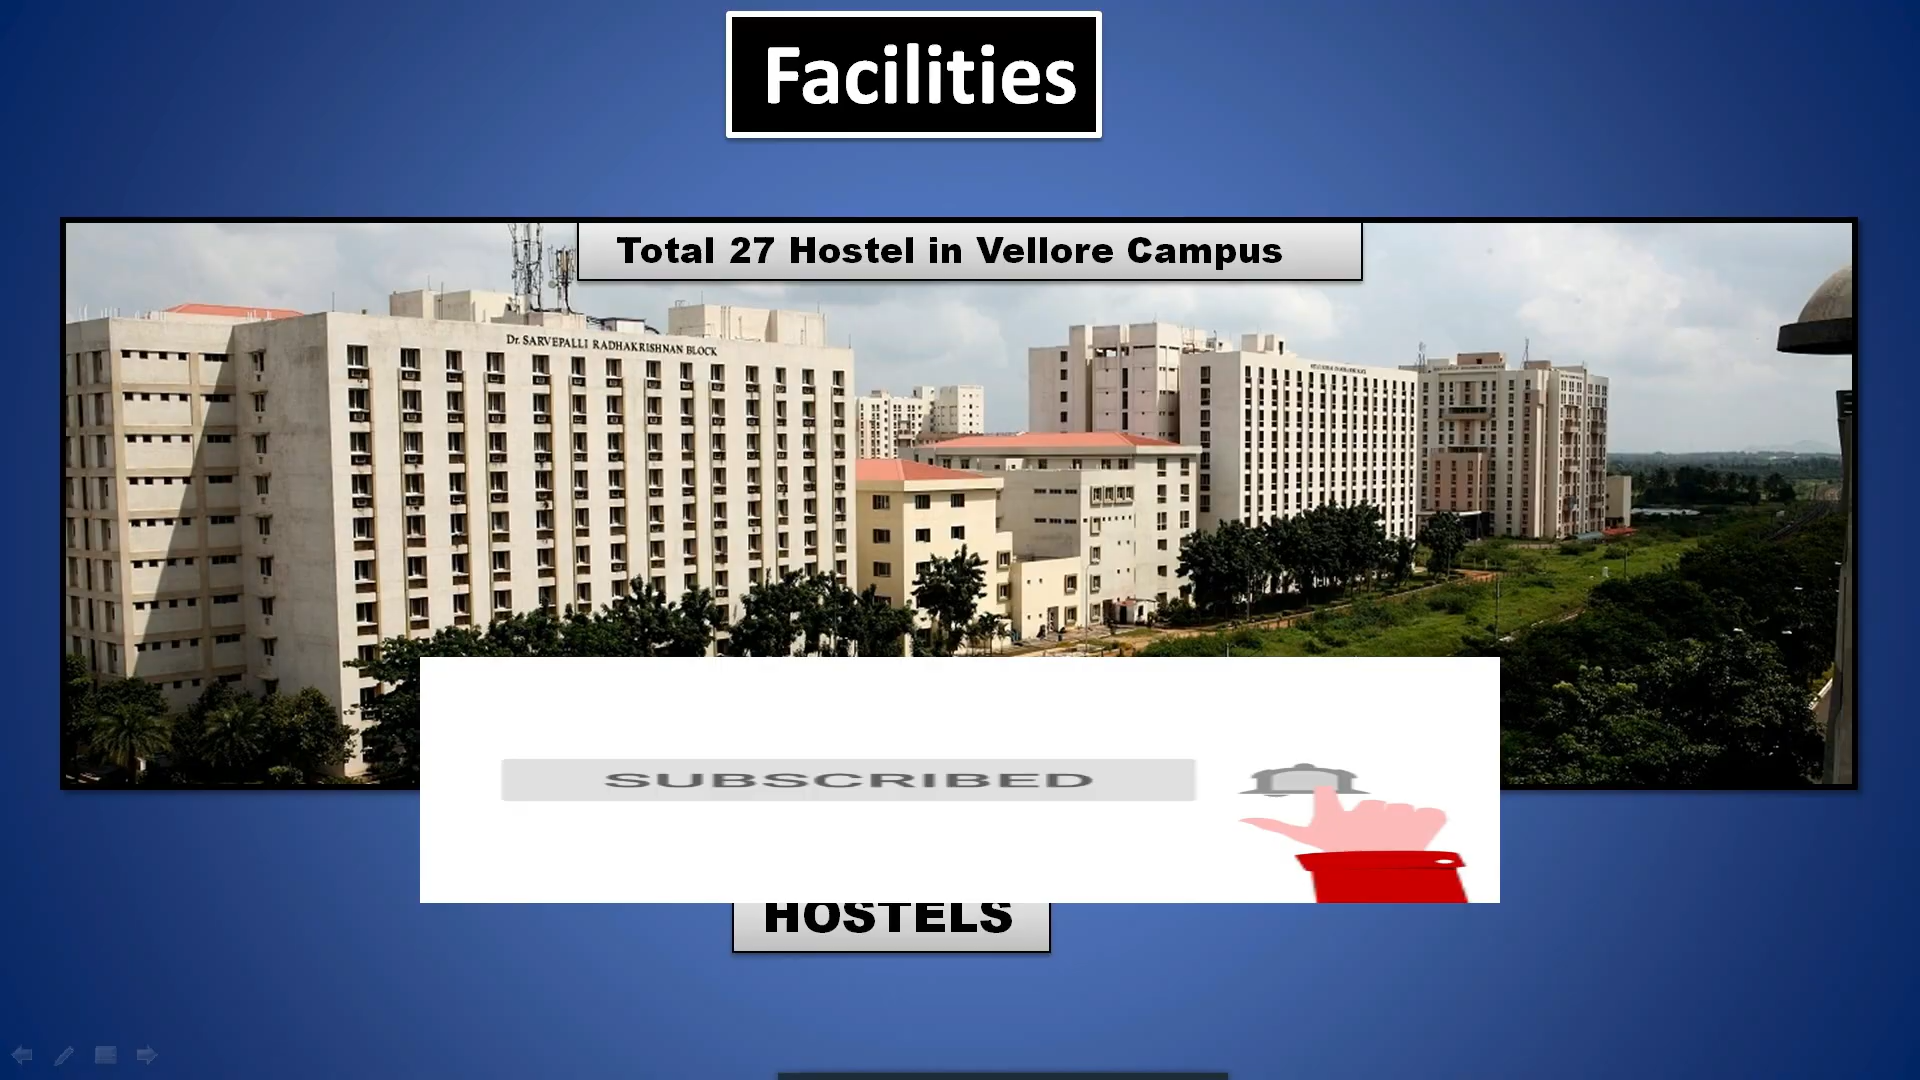 Facilities
Total 27 Hostel in Vellore Campus
Dr. SARVEPALLI RADHAKRISHNAN BLOCK
SUBSCRIBED
HOSTELS